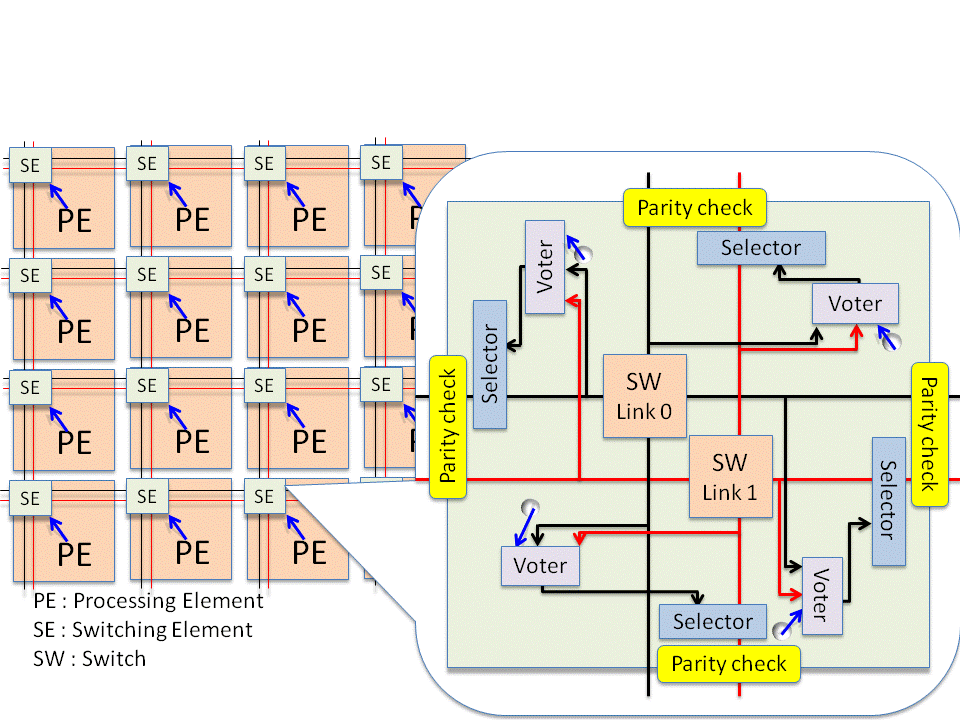 SE
SE
SE
SE
PE
PE
PE
SE
SE
SE
SE
PE
PE
PE
SE
SE
SE
SE
PE
PE
PE
SE
SE
SE
PE
PE
PE
PE : Processing Element
SE : Switching Element
SW : Switch
Parity check
Voter
Selector
Selector
Voter
Parity check
SW
Link 0
SW
Link 1
Parity check
Selector
Voter
Voter
Selector
Parity check